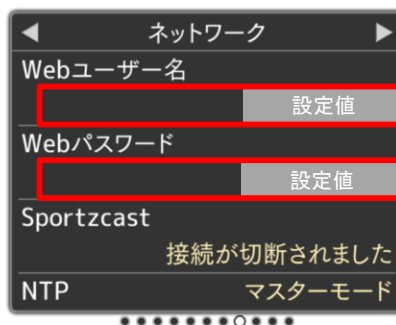 ネットワーク
Webユーザー名
設定値
Webパスワード
設定値
Sportzcast
接続が切断されました
NTP マスターモード